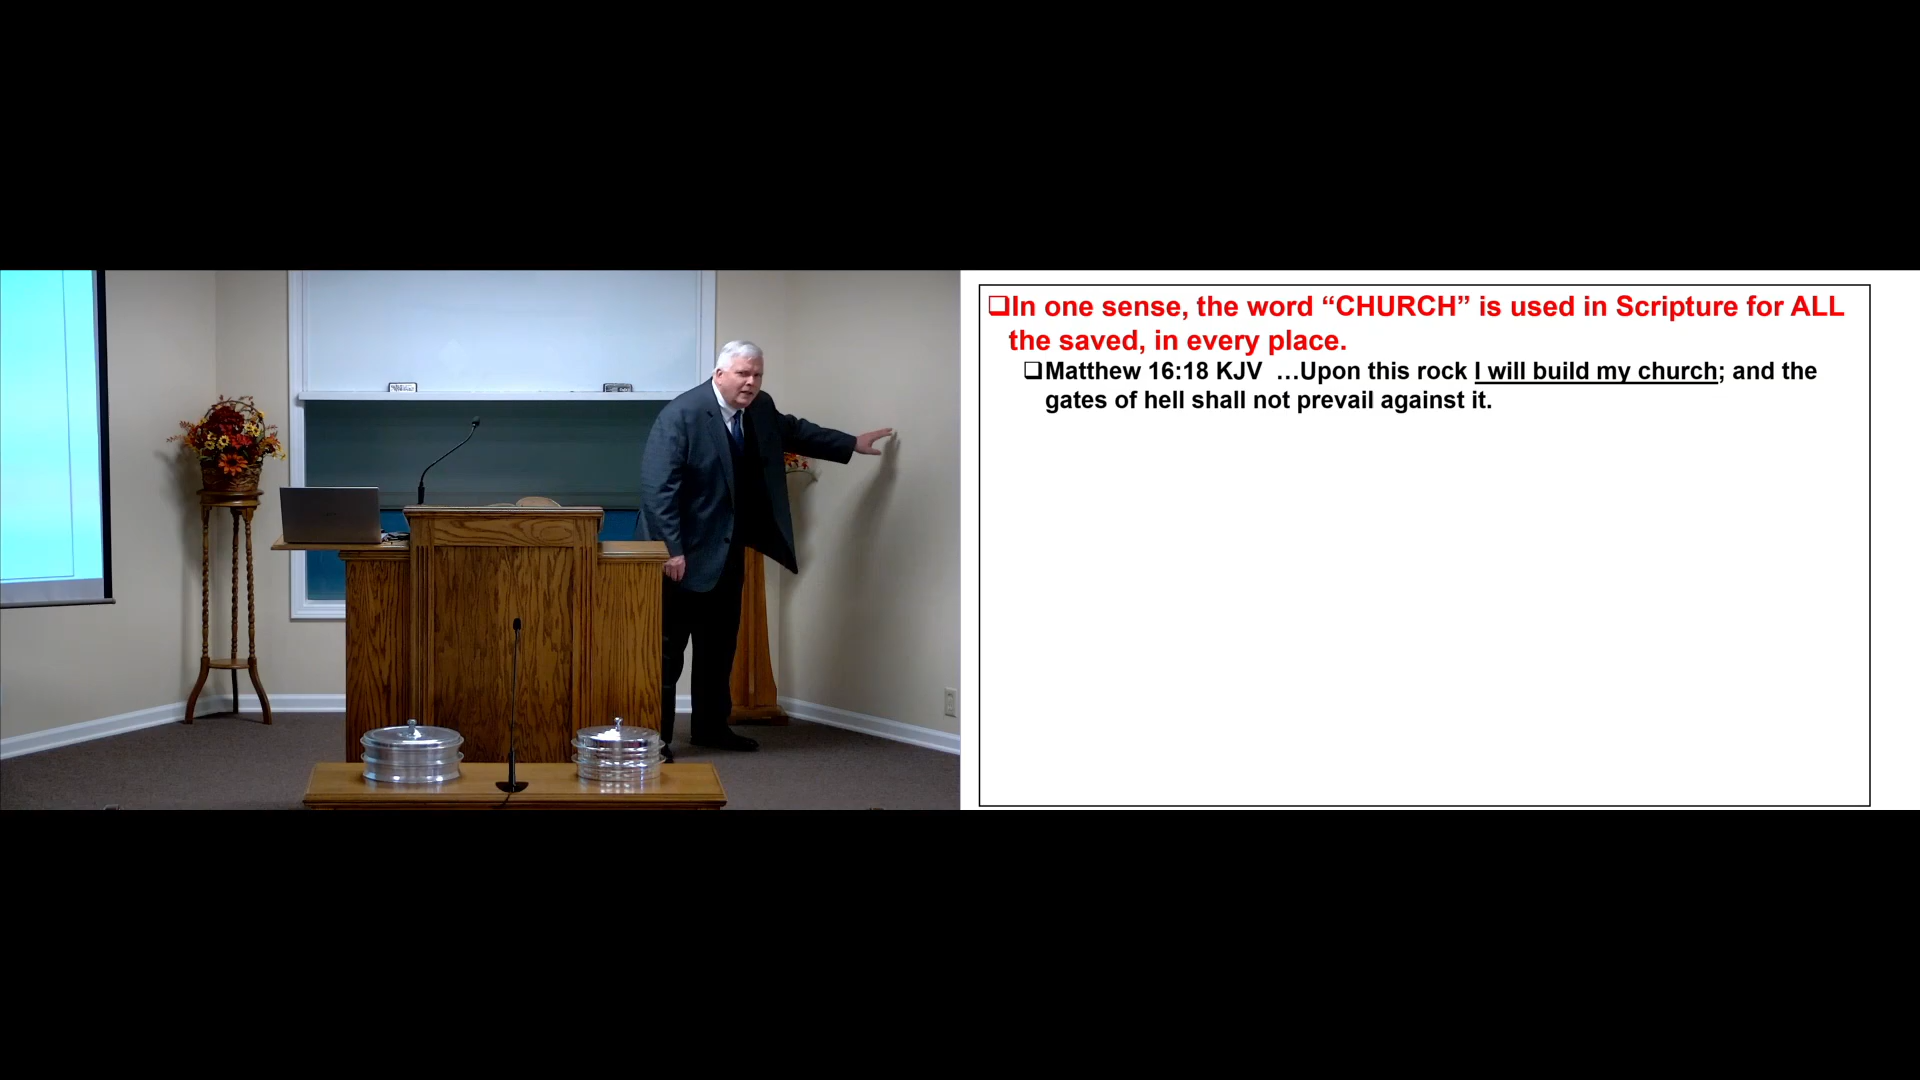 ❑In one sense, the word “CHURCH” is used in Scripture for ALL
the saved, in every place.
❑Matthew 16:18 KJV …Upon this rock I will build my church; and the
gates of hell shall not prevail against it.